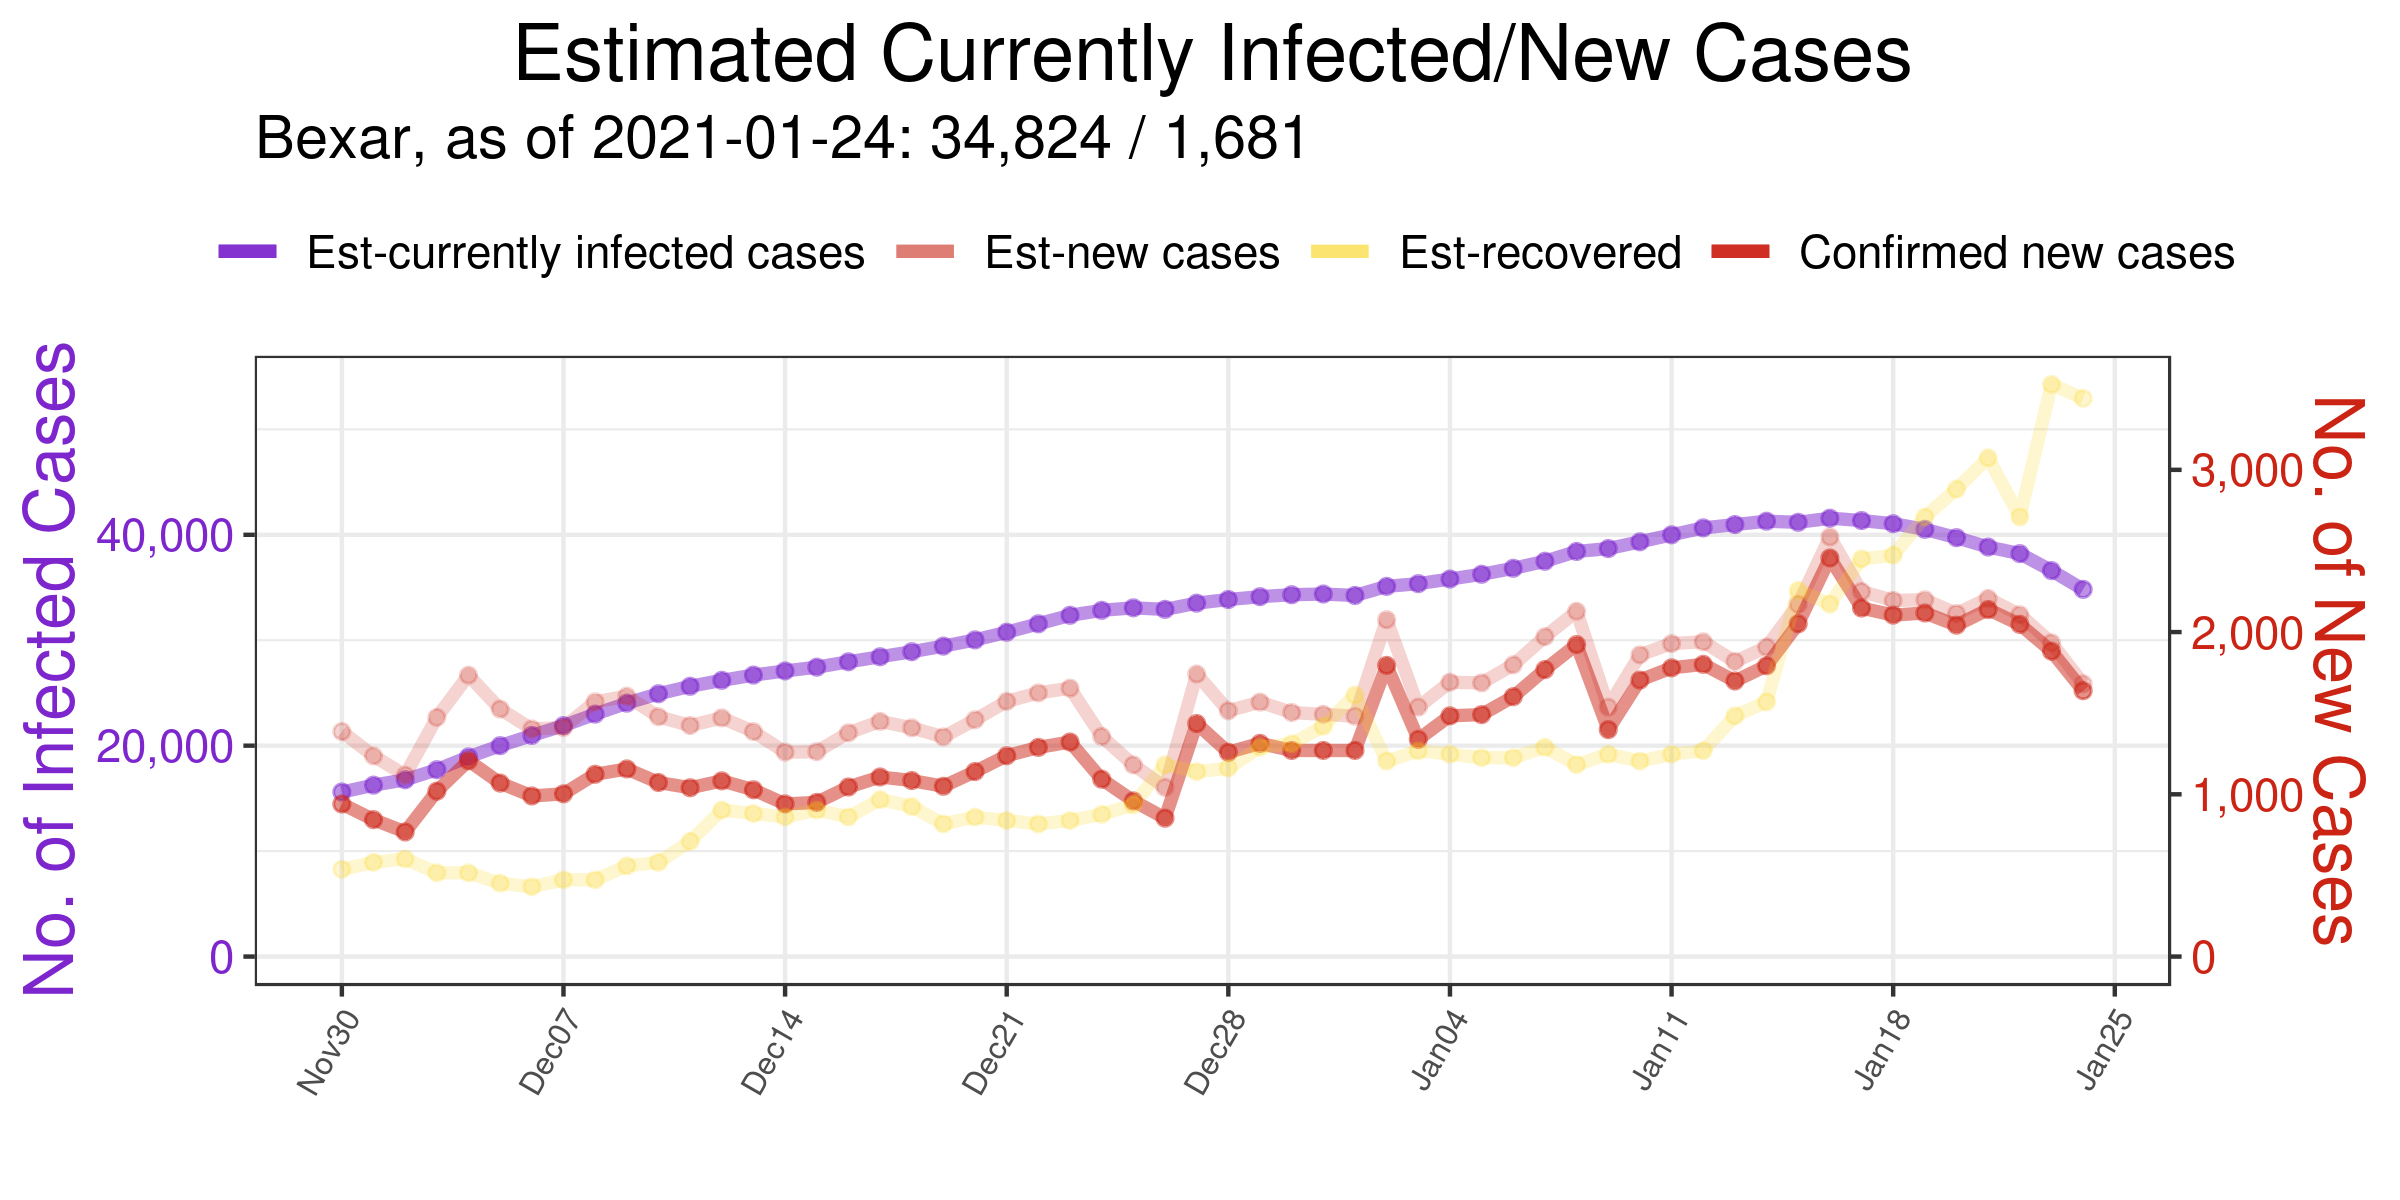 Estimated Currently Infected/New Cases
Bexar, as of 2021-01-24: 34,824 / 1,681
Est-currently infected cases Est-new cases Est-recovered Confirmed new cases
No. of Infected Cases
40,000
20,000
0
3,000
2,000
1,000
0
No. of New Cases
Nov30 Dec07 Dec14 Dec21 Dec28 Jan04 Jan11 Jan18 Jan25